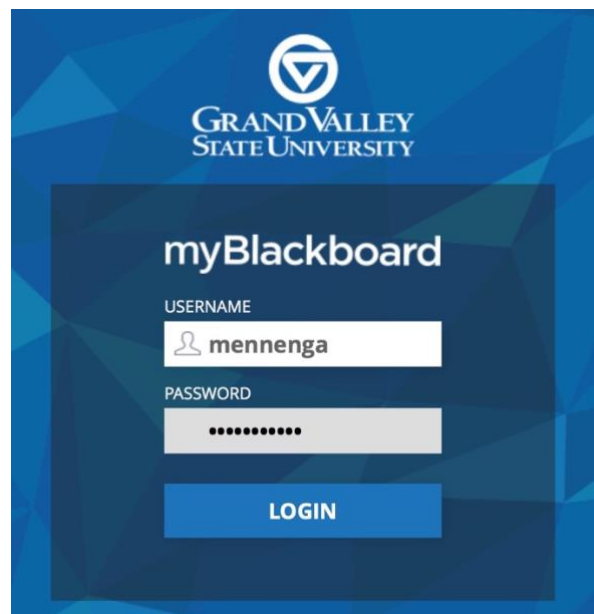 GRAND VALLEY
STATE UNIVERSITY
myBlackboard
USERNAME
mennenga
PASSWORD
•••••••••••
LOGIN